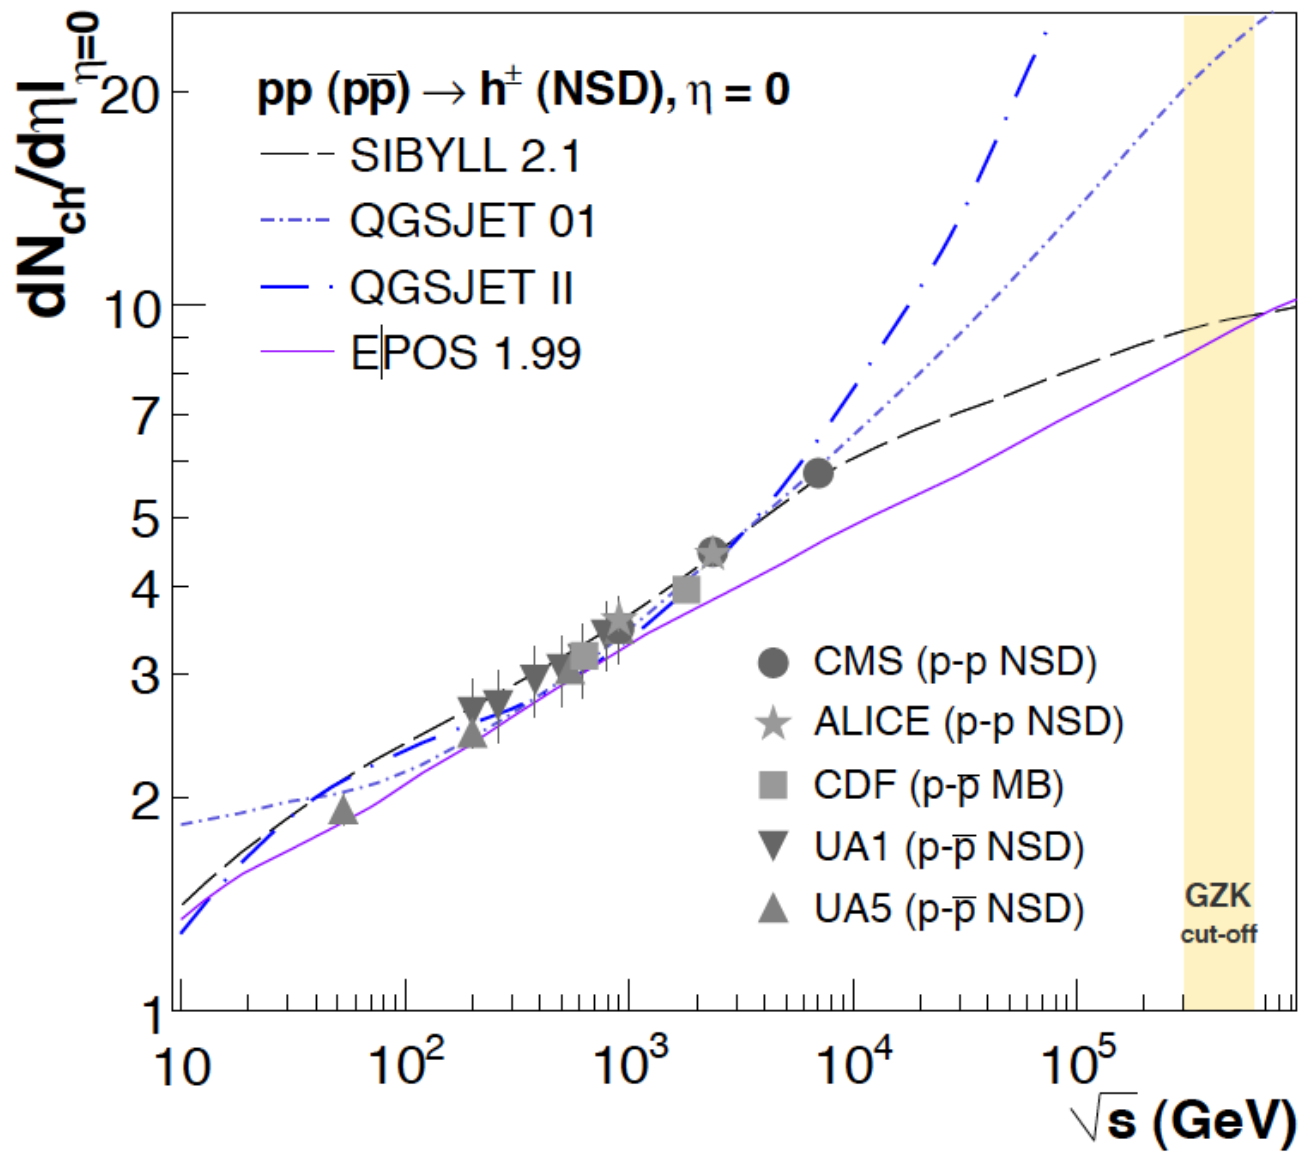 dN_ch/dη|_η=0
pp (pp̅) → h^± (NSD), η = 0
SIBYLL 2.1
QGSJET 01
QGSJET II
EPOS 1.99
20
10
7
5
4
3
2
1
CMS (p-p NSD)
ALICE (p-p NSD)
CDF (p-p̅ MB)
UA1 (p-p̅ NSD)
UA5 (p-p̅ NSD)
GZK
cut-off
10 10² 10³ 10⁴ 10⁵
√s (GeV)